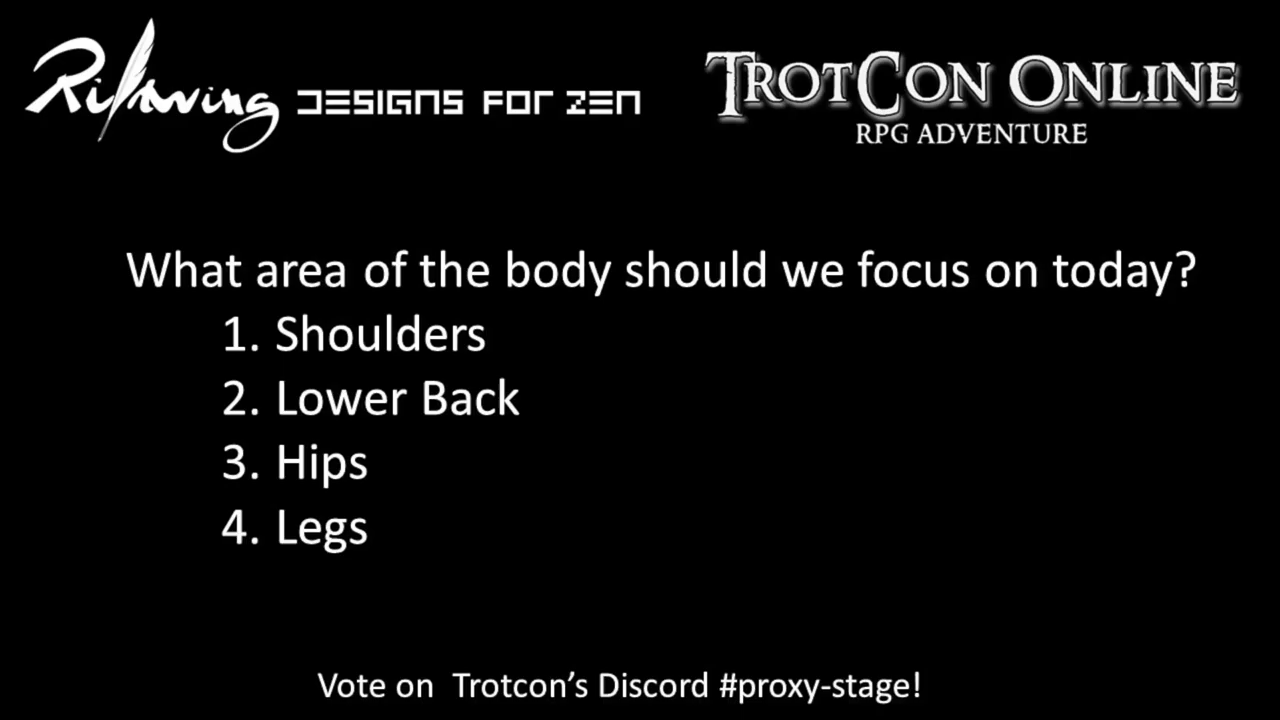 Rilawing DESIGNS FOR ZEN
TROTCON ONLINE
RPG ADVENTURE
What area of the body should we focus on today?
1. Shoulders
2. Lower Back
3. Hips
4. Legs
Vote on Trotcon's Discord #proxy-stage!